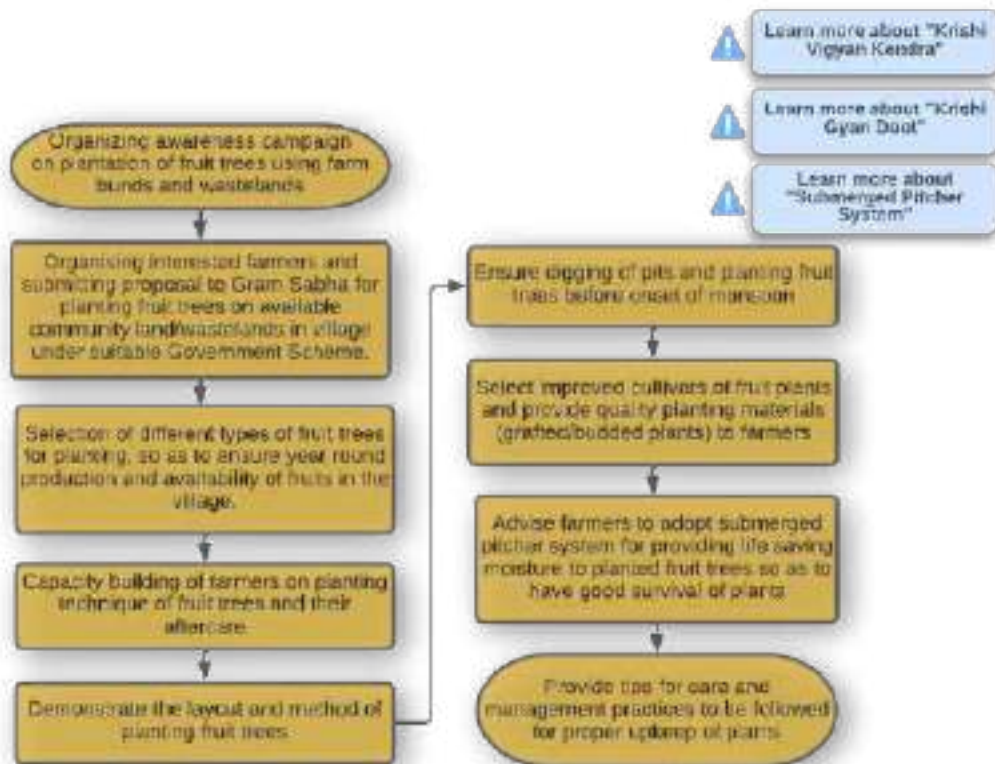 Learn more about "Krishi
Vigyan Kendra"
Learn more about "Krishi
Gyan Doot"
Learn more about
"Submerged Pitcher
System"
Organizing awareness campaign
on plantation of fruit trees using farm
bunds and wastelands
Organising interested farmers and
submitting proposal to Gram Sabha for
planting fruit trees on available
community land/wastelands in village
under suitable Government Scheme.
Selection of different types of fruit trees
for planting, so as to ensure year round
production and availability of fruits in the
village.
Capacity building of farmers on planting
technique of fruit trees and their
aftercare
Demonstrate the layout and method of
planting fruit trees
Ensure digging of pits and planting fruit
trees before onset of monsoon
Select improved cultivers of fruit plants
and provide quality planting materials
(grafted/budded plants) to farmers
Advise farmers to adopt submerged
pitcher system for providing life saving
moisture to planted fruit trees so as to
have good survival of plants
Provide tips for care and
management practices to be followed
for proper upkeep of plants